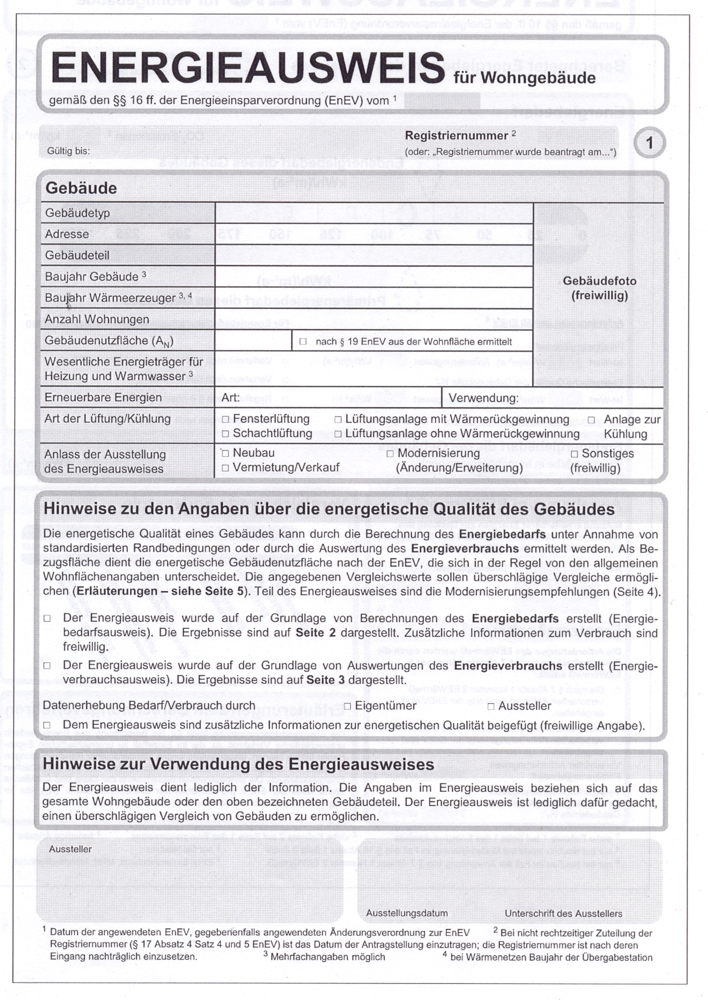 ENERGIEAUSWEIS für Wohngebäude
gemäß den §§ 16 ff. der Energieeinsparverordnung (EnEV) vom ¹
Gültig bis:
Registriernummer ²
(oder: „Registriernummer wurde beantragt am...“)
1
Gebäude
Gebäudetyp
Adresse
Gebäudeteil
Baujahr Gebäude ³
Baujahr Wärmeerzeuger ³, ⁴
Anzahl Wohnungen
Gebäudenutzfläche (A_N)
□ nach § 19 EnEV aus der Wohnfläche ermittelt
Gebäudefoto
(freiwillig)
Wesentliche Energieträger für
Heizung und Warmwasser ³
Erneuerbare Energien Art: Verwendung:
Art der Lüftung/Kühlung □ Fensterlüftung □ Lüftungsanlage mit Wärmerückgewinnung □ Anlage zur
□ Schachtlüftung □ Lüftungsanlage ohne Wärmerückgewinnung Kühlung
Anlass der Ausstellung □ Neubau □ Modernisierung □ Sonstiges
des Energieausweises □ Vermietung/Verkauf (Änderung/Erweiterung) (freiwillig)
Hinweise zu den Angaben über die energetische Qualität des Gebäudes
Die energetische Qualität eines Gebäudes kann durch die Berechnung des Energiebedarfs unter Annahme von
standardisierten Randbedingungen oder durch die Auswertung des Energieverbrauchs ermittelt werden. Als Be-
zugsfläche dient die energetische Gebäudenutzfläche nach der EnEV, die sich in der Regel von den allgemeinen
Wohnflächenangaben unterscheidet. Die angegebenen Vergleichswerte sollen überschlägige Vergleiche ermögli-
chen (Erläuterungen – siehe Seite 5). Teil des Energieausweises sind die Modernisierungsempfehlungen (Seite 4).
□ Der Energieausweis wurde auf der Grundlage von Berechnungen des Energiebedarfs erstellt (Energie-
bedarfsausweis). Die Ergebnisse sind auf Seite 2 dargestellt. Zusätzliche Informationen zum Verbrauch sind
freiwillig.
□ Der Energieausweis wurde auf der Grundlage von Auswertungen des Energieverbrauchs erstellt (Energie-
verbrauchsausweis). Die Ergebnisse sind auf Seite 3 dargestellt.
Datenerhebung Bedarf/Verbrauch durch □ Eigentümer □ Aussteller
□ Dem Energieausweis sind zusätzliche Informationen zur energetischen Qualität beigefügt (freiwillige Angabe).
Hinweise zur Verwendung des Energieausweises
Der Energieausweis dient lediglich der Information. Die Angaben im Energieausweis beziehen sich auf das
gesamte Wohngebäude oder den oben bezeichneten Gebäudeteil. Der Energieausweis ist lediglich dafür gedacht,
einen überschlägigen Vergleich von Gebäuden zu ermöglichen.
Aussteller
Ausstellungsdatum Unterschrift des Ausstellers
¹ Datum der angewendeten EnEV, gegebenenfalls angewendeten Änderungsverordnung zur EnEV ² Bei nicht rechtzeitiger Zuteilung der
Registriernummer (§ 17 Absatz 4 Satz 4 und 5 EnEV) ist das Datum der Antragstellung einzutragen; die Registriernummer ist nach deren
Eingang nachträglich einzusetzen. ³ Mehrfachangaben möglich ⁴ bei Wärmenetzen Baujahr der Übergabestation